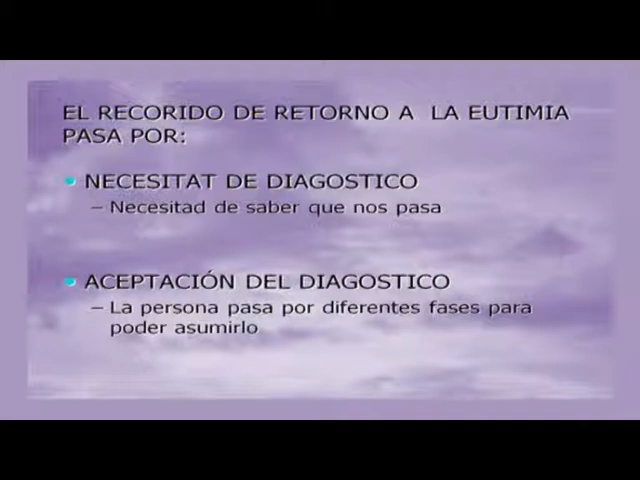 EL RECORIDO DE RETORNO A LA EUTIMIA
PASA POR:
• NECESITAT DE DIAGOSTICO
– Necesitad de saber que nos pasa
• ACEPTACIÓN DEL DIAGOSTICO
– La persona pasa por diferentes fases para
poder asumirlo